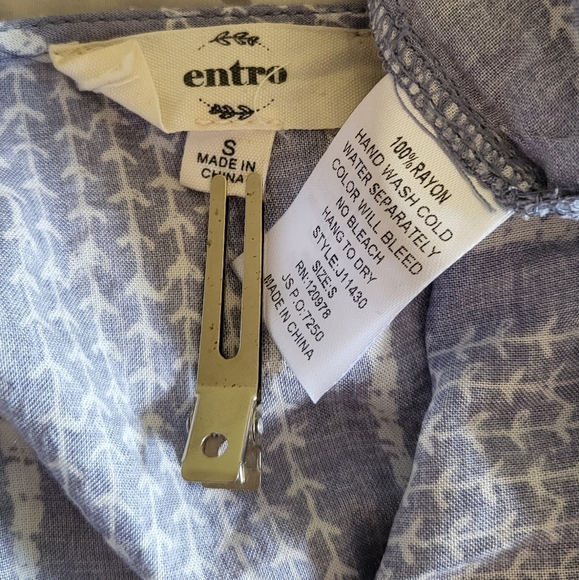 entro
S
MADE IN
CHINA
100%RAYON
HAND WASH COLD
WATER SEPARATELY
COLOR WILL BLEED
NO BLEACH
HANG TO DRY
STYLE:J11430
SIZE:S
RN:120978
JS P.O:7250
MADE IN CHINA